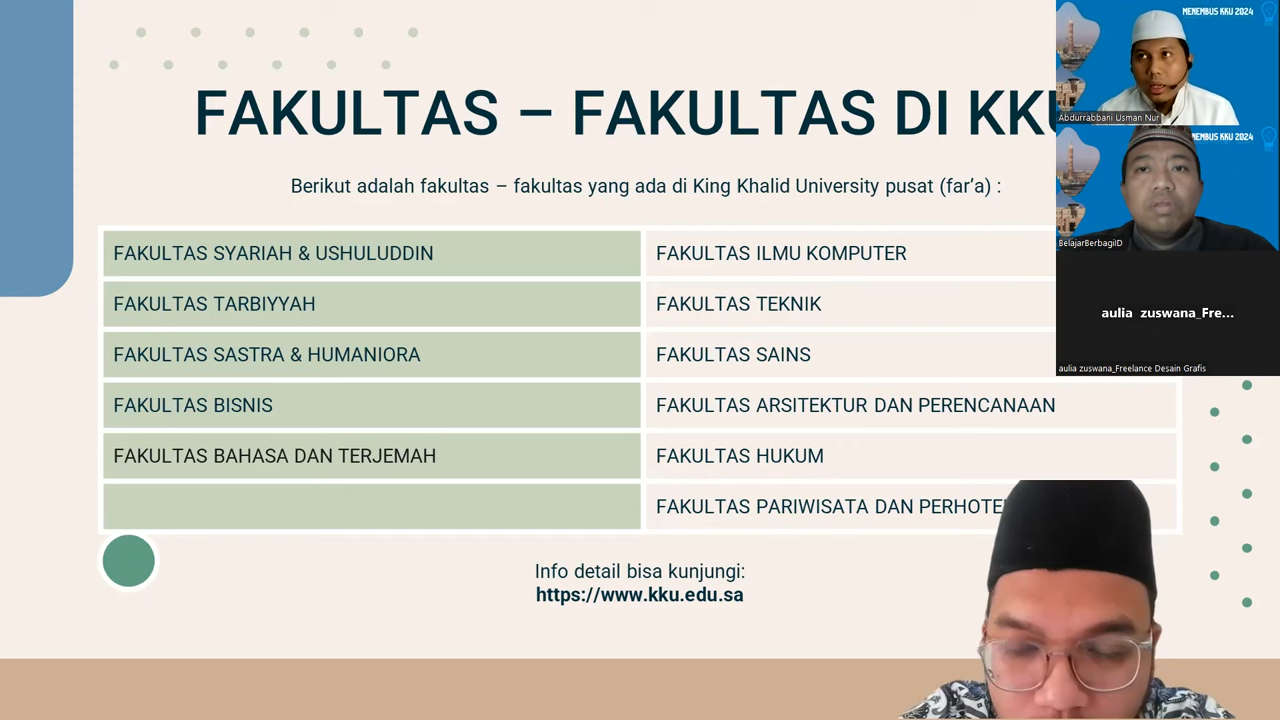 FAKULTAS – FAKULTAS DI KKU
Berikut adalah fakultas – fakultas yang ada di King Khalid University pusat (far’a) :
FAKULTAS SYARIAH & USHULUDDIN
FAKULTAS ILMU KOMPUTER
FAKULTAS TARBIYYAH
FAKULTAS TEKNIK
FAKULTAS SASTRA & HUMANIORA
FAKULTAS SAINS
FAKULTAS BISNIS
FAKULTAS ARSITEKTUR DAN PERENCANAAN
FAKULTAS BAHASA DAN TERJEMAH
FAKULTAS HUKUM
FAKULTAS PARIWISATA DAN
Info detail bisa kunjungi:
https://www.kku.edu.sa
MENEMBUS KKU 2024
Abdurrabbani Usman Nur
KKU 2024
BelajarBerbagiID
aulia zuswana_Fre...
aulia zuswana_Freelance Desain Grafis